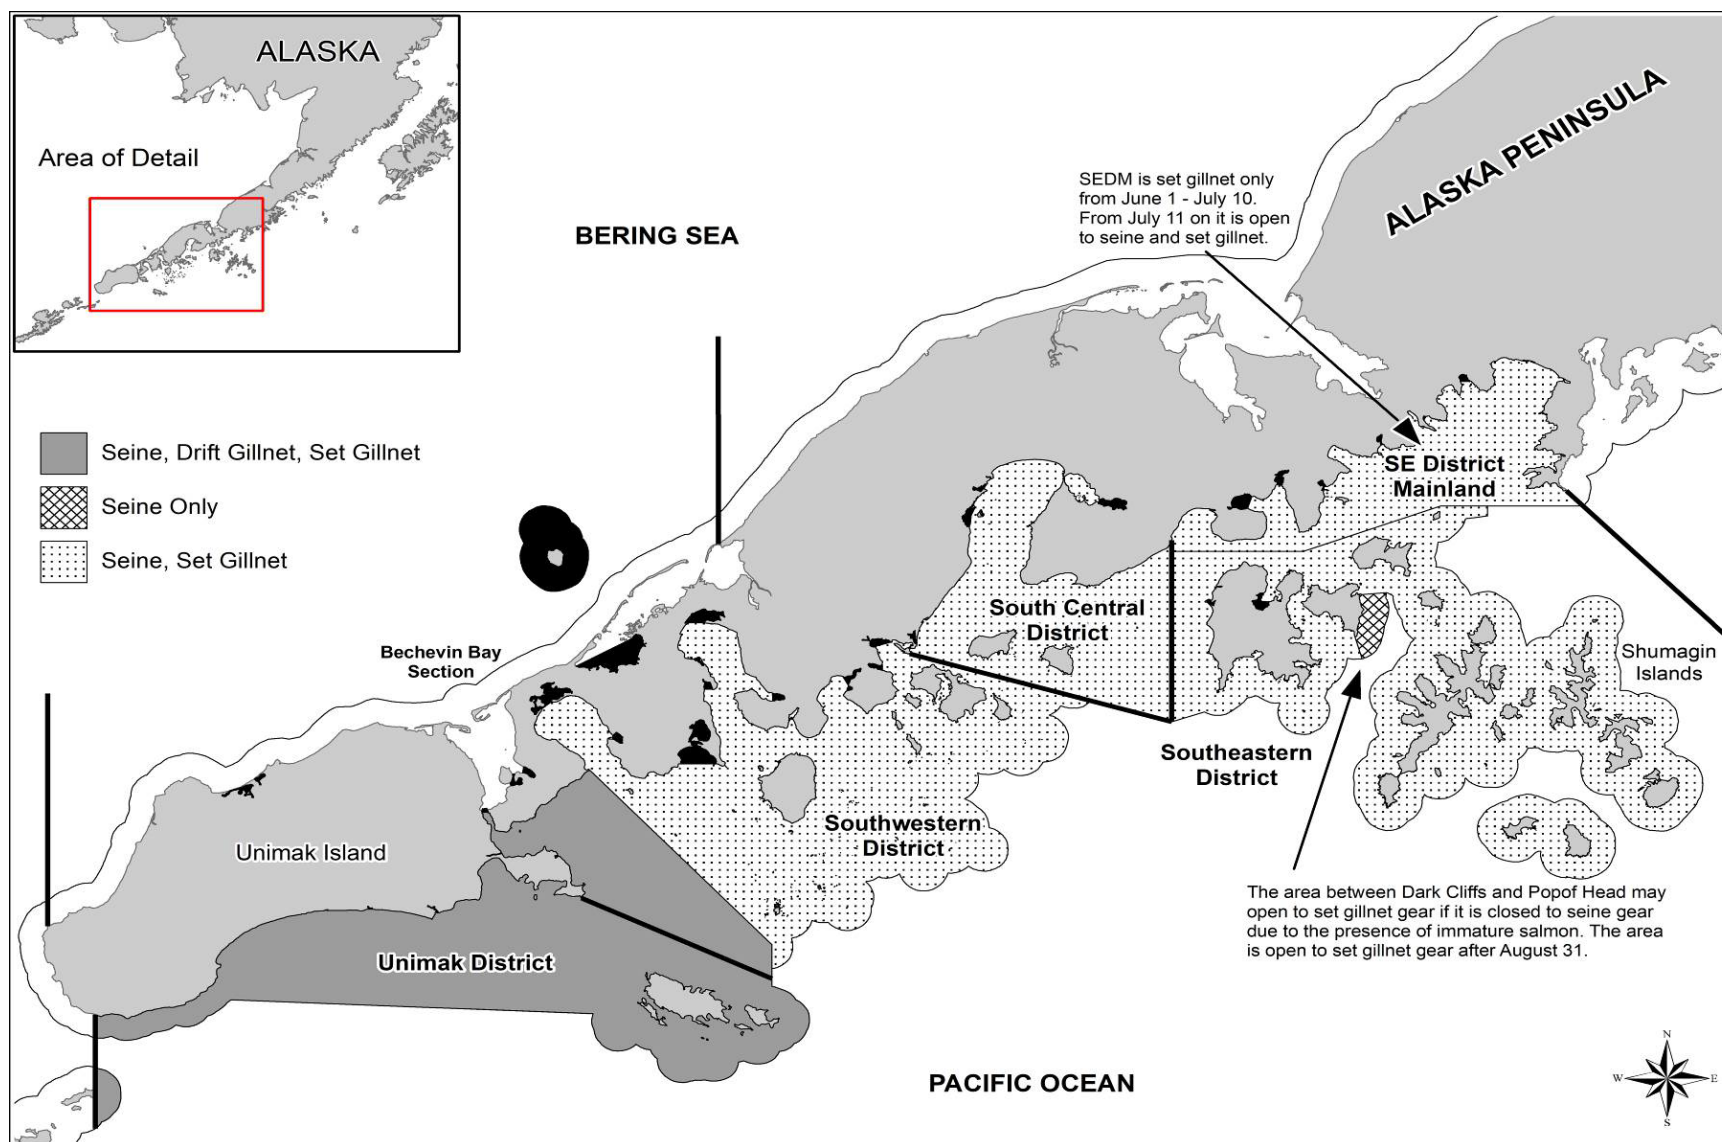 ALASKA
Area of Detail
BERING SEA
ALASKA PENINSULA
SEDM is set gillnet only
from June 1 - July 10.
From July 11 on it is open
to seine and set gillnet.
Seine, Drift Gillnet, Set Gillnet
Seine Only
Seine, Set Gillnet
SE District
Mainland
South Central
District
Bechevin Bay
Section
Shumagin
Islands
Southeastern
District
Southwestern
District
Unimak Island
Unimak District
The area between Dark Cliffs and Popof Head may
open to set gillnet gear if it is closed to seine gear
due to the presence of immature salmon. The area
is open to set gillnet gear after August 31.
PACIFIC OCEAN
N
W
E
S